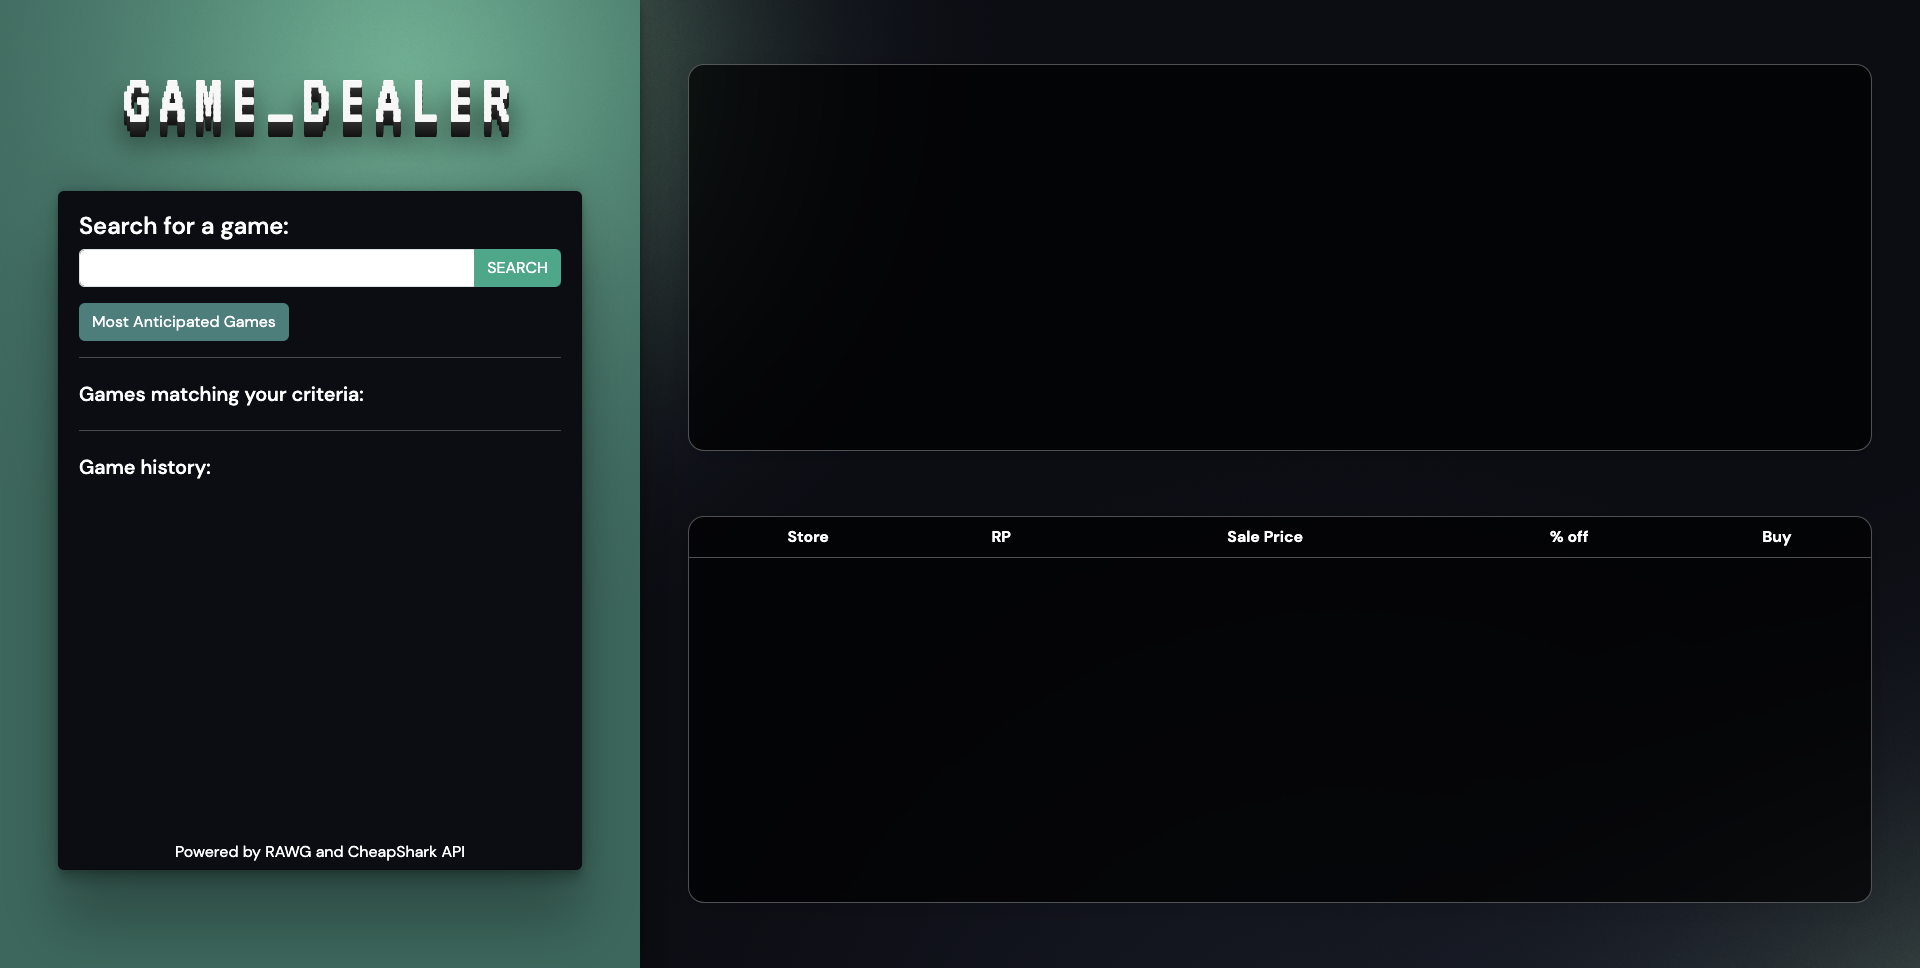 GAME_DEALER
Search for a game:
SEARCH
Most Anticipated Games
Games matching your criteria:
Game history:
Powered by RAWG and CheapShark API
Store RP Sale Price % off Buy